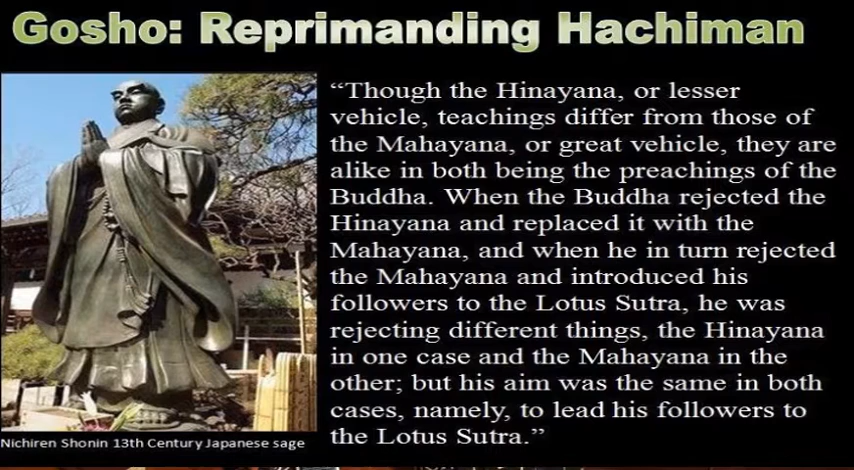 Gosho: Reprimanding Hachiman
“Though the Hinayana, or lesser
vehicle, teachings differ from those of
the Mahayana, or great vehicle, they are
alike in both being the preachings of the
Buddha. When the Buddha rejected the
Hinayana and replaced it with the
Mahayana, and when he in turn rejected
the Mahayana and introduced his
followers to the Lotus Sutra, he was
rejecting different things, the Hinayana
in one case and the Mahayana in the
other; but his aim was the same in both
cases, namely, to lead his followers to
the Lotus Sutra.”
Nichiren Shonin 13th Century Japanese sage